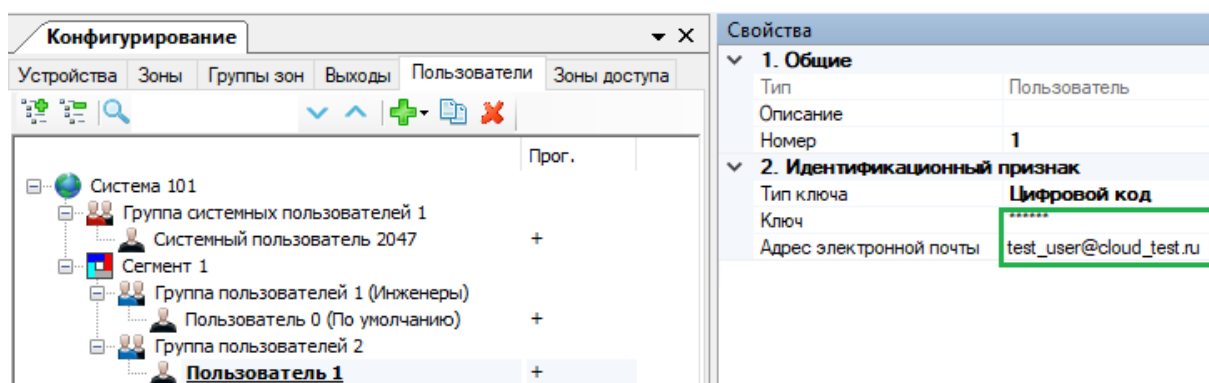 Конфигурирование
Устройства Зоны Группы зон Выходы Пользователи Зоны доступа
Прог.
Система 101
Группа системных пользователей 1
Системный пользователь 2047 +
Сегмент 1
Группа пользователей 1 (Инженеры)
Пользователь 0 (По умолчанию) +
Группа пользователей 2
Пользователь 1 +
Свойства
1. Общие
Тип Пользователь
Описание
Номер 1
2. Идентификационный признак
Тип ключа Цифровой код
Ключ ******
Адрес электронной почты test_user@cloud_test.ru